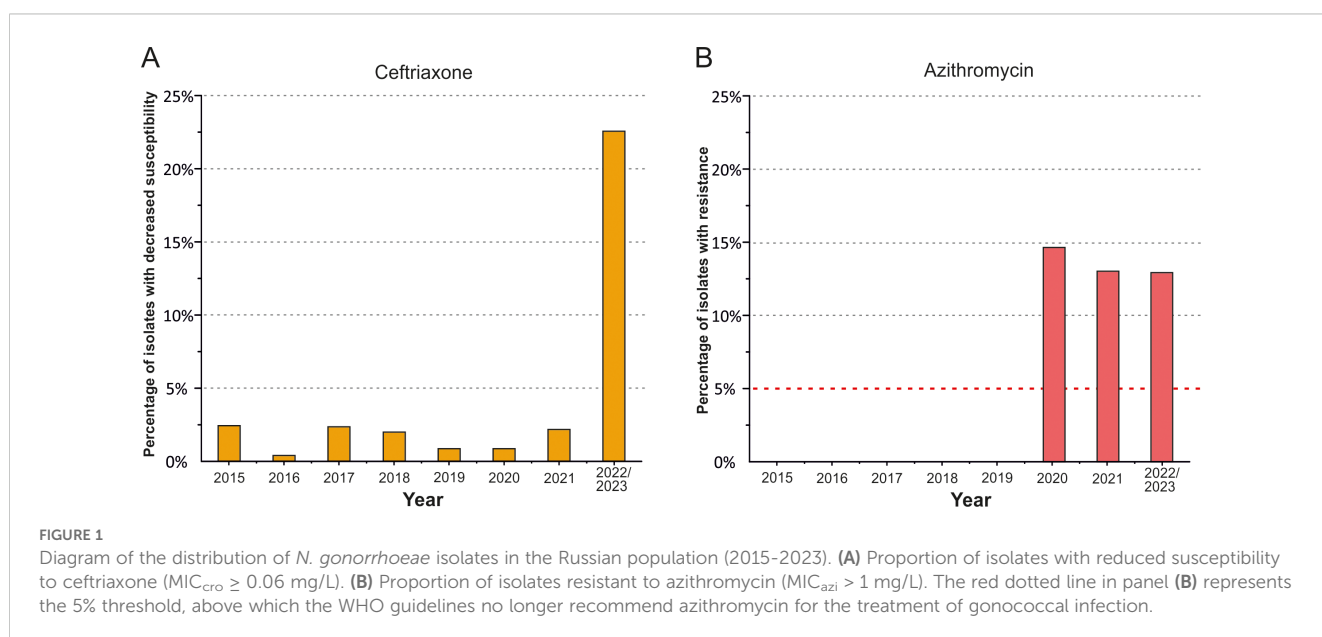 A
Ceftriaxone
Percentage of isolates with decreased susceptibility
25%
20%
15%
10%
5%
0%
2015 2016 2017 2018 2019 2020 2021 2022/
2023
Year
B
Azithromycin
Percentage of isolates with resistance
25%
20%
15%
10%
5%
0%
2015 2016 2017 2018 2019 2020 2021 2022/
2023
Year
FIGURE 1
Diagram of the distribution of N. gonorrhoeae isolates in the Russian population (2015-2023). (A) Proportion of isolates with reduced susceptibility
to ceftriaxone (MICcro ≥ 0.06 mg/L). (B) Proportion of isolates resistant to azithromycin (MICazi > 1 mg/L). The red dotted line in panel (B) represents
the 5% threshold, above which the WHO guidelines no longer recommend azithromycin for the treatment of gonococcal infection.